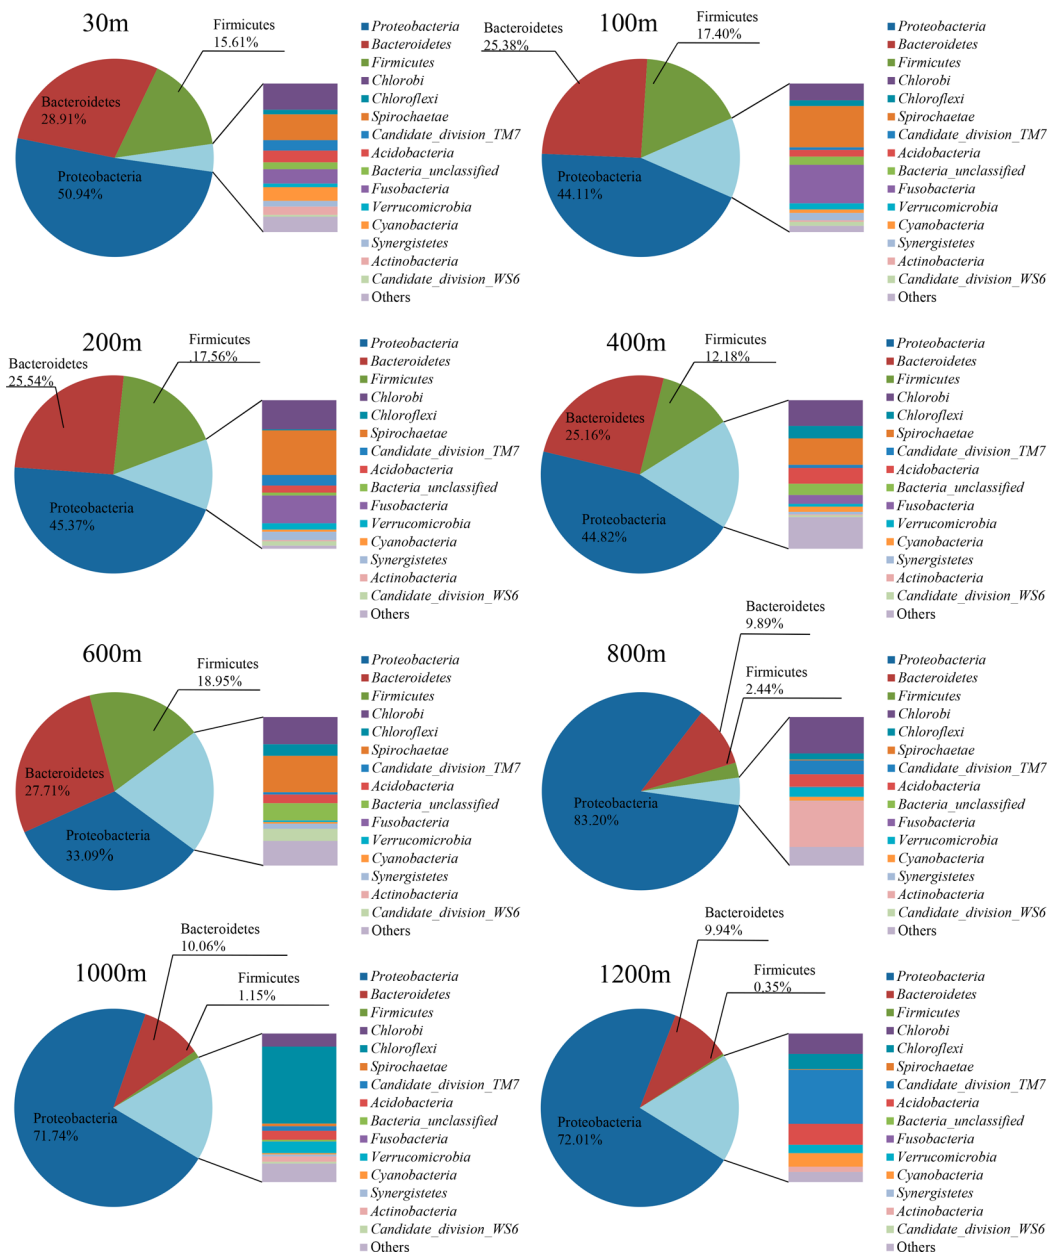 30m
Firmicutes
15.61%
Bacteroidetes
28.91%
Proteobacteria
50.94%
Proteobacteria
Bacteroidetes
Firmicutes
Chlorobi
Chloroflexi
Spirochaetae
Candidate_division_TM7
Acidobacteria
Bacteria_unclassified
Fusobacteria
Verrucomicrobia
Cyanobacteria
Synergistetes
Actinobacteria
Candidate_division_WS6
Others
100m
Bacteroidetes
25.38%
Firmicutes
17.40%
Proteobacteria
44.11%
Proteobacteria
Bacteroidetes
Firmicutes
Chlorobi
Chloroflexi
Spirochaetae
Candidate_division_TM7
Acidobacteria
Bacteria_unclassified
Fusobacteria
Verrucomicrobia
Cyanobacteria
Synergistetes
Actinobacteria
Candidate_division_WS6
Others
200m
Bacteroidetes
25.54%
Firmicutes
.17.56%
Proteobacteria
45.37%
Proteobacteria
Bacteroidetes
Firmicutes
Chlorobi
Chloroflexi
Spirochaetae
Candidate_division_TM7
Acidobacteria
Bacteria_unclassified
Fusobacteria
Verrucomicrobia
Cyanobacteria
Synergistetes
Actinobacteria
Candidate_division_WS6
Others
400m
Firmicutes
12.18%
Bacteroidetes
25.16%
Proteobacteria
44.82%
Proteobacteria
Bacteroidetes
Firmicutes
Chlorobi
Chloroflexi
Spirochaetae
Candidate_division_TM7
Acidobacteria
Bacteria_unclassified
Fusobacteria
Verrucomicrobia
Cyanobacteria
Synergistetes
Actinobacteria
Candidate_division_WS6
Others
600m
Firmicutes
18.95%
Bacteroidetes
27.71%
Proteobacteria
33.09%
Proteobacteria
Bacteroidetes
Firmicutes
Chlorobi
Chloroflexi
Spirochaetae
Candidate_division_TM7
Acidobacteria
Bacteria_unclassified
Fusobacteria
Verrucomicrobia
Cyanobacteria
Synergistetes
Actinobacteria
Candidate_division_WS6
Others
800m
Bacteroidetes
9.89%
Firmicutes
2.44%
Proteobacteria
83.20%
Proteobacteria
Bacteroidetes
Firmicutes
Chlorobi
Chloroflexi
Spirochaetae
Candidate_division_TM7
Acidobacteria
Bacteria_unclassified
Fusobacteria
Verrucomicrobia
Cyanobacteria
Synergistetes
Actinobacteria
Candidate_division_WS6
Others
1000m
Bacteroidetes
10.06%
Firmicutes
1.15%
Proteobacteria
71.74%
Proteobacteria
Bacteroidetes
Firmicutes
Chlorobi
Chloroflexi
Spirochaetae
Candidate_division_TM7
Acidobacteria
Bacteria_unclassified
Fusobacteria
Verrucomicrobia
Cyanobacteria
Synergistetes
Actinobacteria
Candidate_division_WS6
Others
1200m
Bacteroidetes
9.94%
Firmicutes
0.35%
Proteobacteria
72.01%
Proteobacteria
Bacteroidetes
Firmicutes
Chlorobi
Chloroflexi
Spirochaetae
Candidate_division_TM7
Acidobacteria
Bacteria_unclassified
Fusobacteria
Verrucomicrobia
Cyanobacteria
Synergistetes
Actinobacteria
Candidate_division_WS6
Others